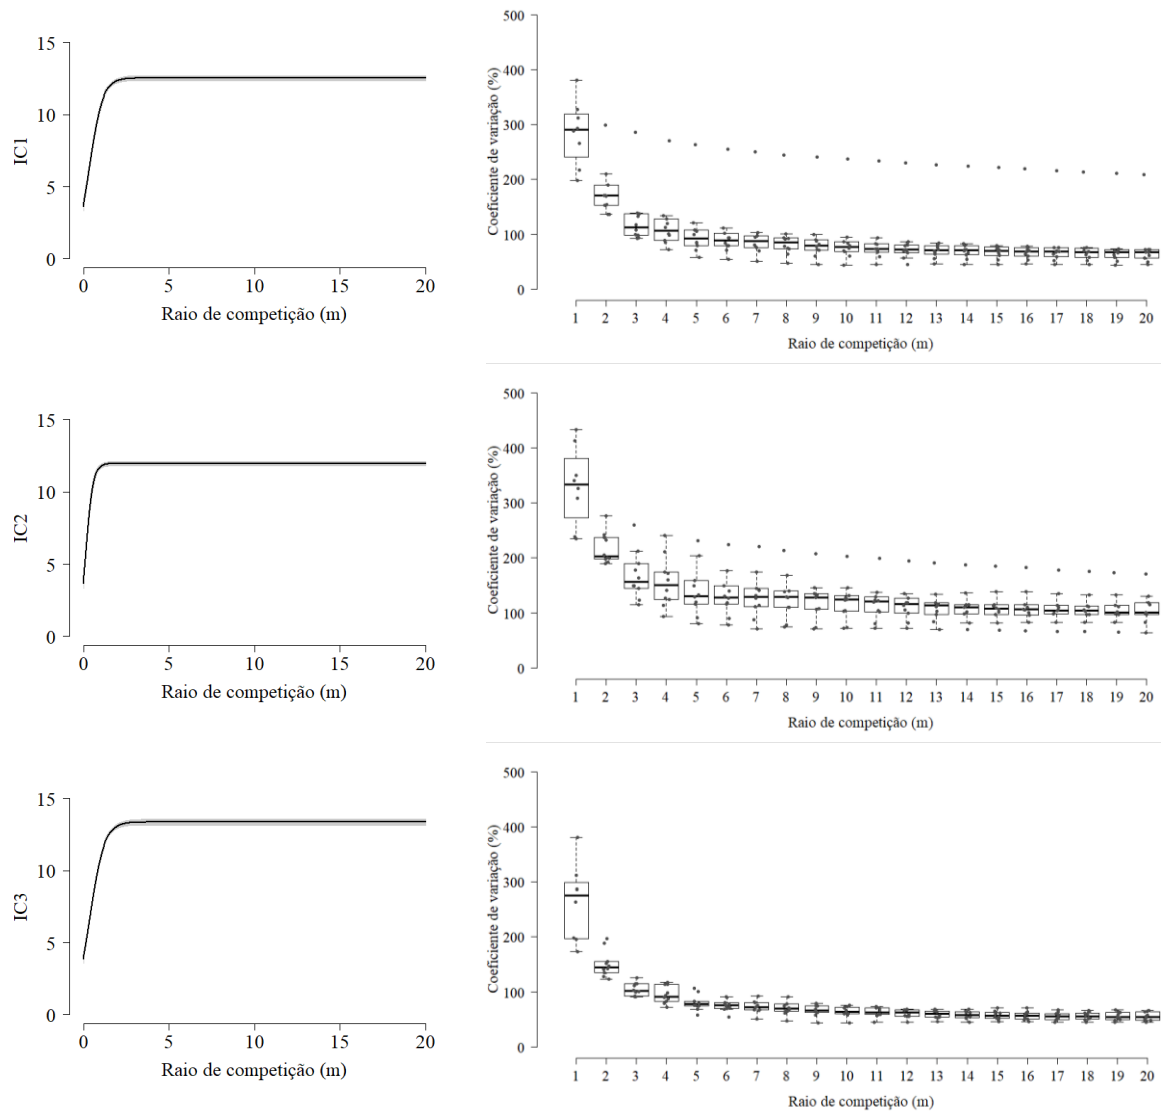 15
10
5
0
IC1
0 5 10 15 20
Raio de competição (m)
500
400
300
200
100
0
Coeficiente de variação (%)
1 2 3 4 5 6 7 8 9 10 11 12 13 14 15 16 17 18 19 20
Raio de competição (m)
15
10
5
0
IC2
0 5 10 15 20
Raio de competição (m)
500
400
300
200
100
0
Coeficiente de variação (%)
1 2 3 4 5 6 7 8 9 10 11 12 13 14 15 16 17 18 19 20
Raio de competição (m)
15
10
5
0
IC3
0 5 10 15 20
Raio de competição (m)
500
400
300
200
100
0
Coeficiente de variação (%)
1 2 3 4 5 6 7 8 9 10 11 12 13 14 15 16 17 18 19 20
Raio de competição (m)